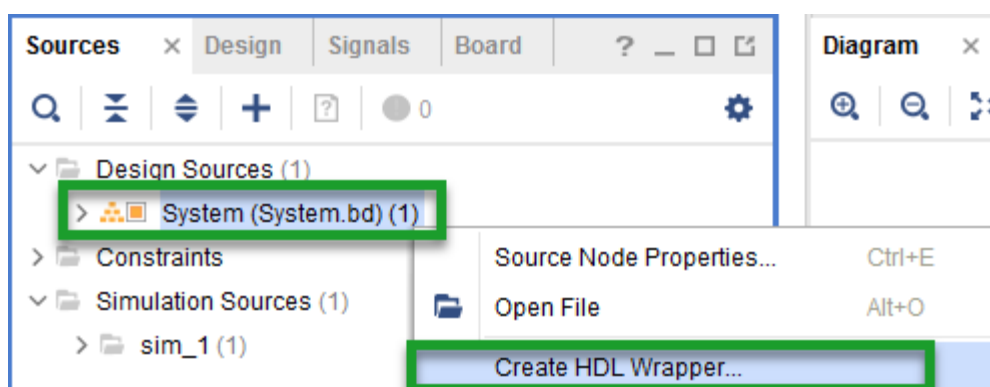 Sources × Design Signals Board ? Diagram ×
0
Design Sources (1)
System (System.bd) (1)
Constraints
Simulation Sources (1)
sim_1 (1)
Source Node Properties... Ctrl+E
Open File Alt+O
Create HDL Wrapper...